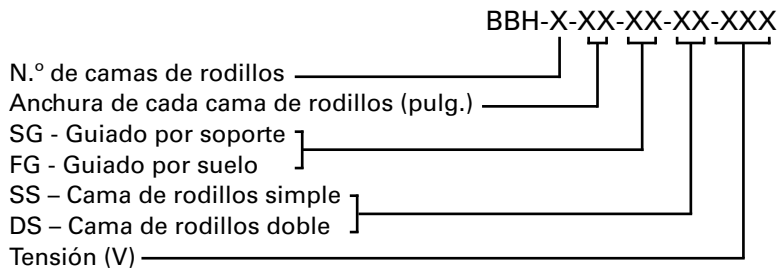 BBH-X-XX-XX-XX-XXX
N.º de camas de rodillos
Anchura de cada cama de rodillos (pulg.)
SG - Guiado por soporte
FG - Guiado por suelo
SS – Cama de rodillos simple
DS – Cama de rodillos doble
Tensión (V)